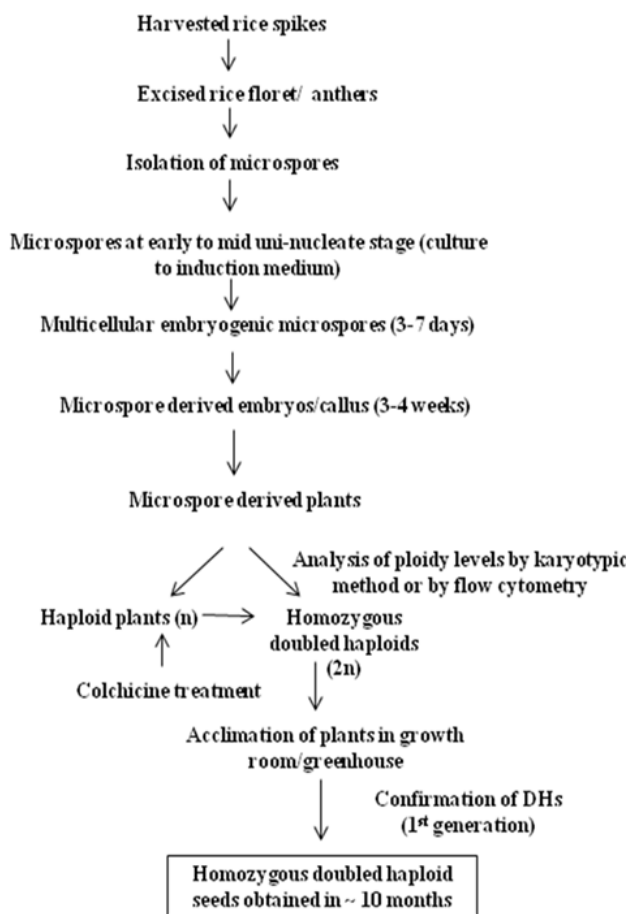 Harvested rice spikes
Excised rice floret/ anthers
Isolation of microspores
Microspores at early to mid uni-nucleate stage (culture
to induction medium)
Multicellular embryogenic microspores (3-7 days)
Microspore derived embryos/callus (3-4 weeks)
Microspore derived plants
Analysis of ploidy levels by karyotypic
method or by flow cytometry
Haploid plants (n)
Homozygous
doubled haploids
(2n)
Colchicine treatment
Acclimation of plants in growth
room/greenhouse
Confirmation of DHs
(1st generation)
Homozygous doubled haploid
seeds obtained in ~ 10 months